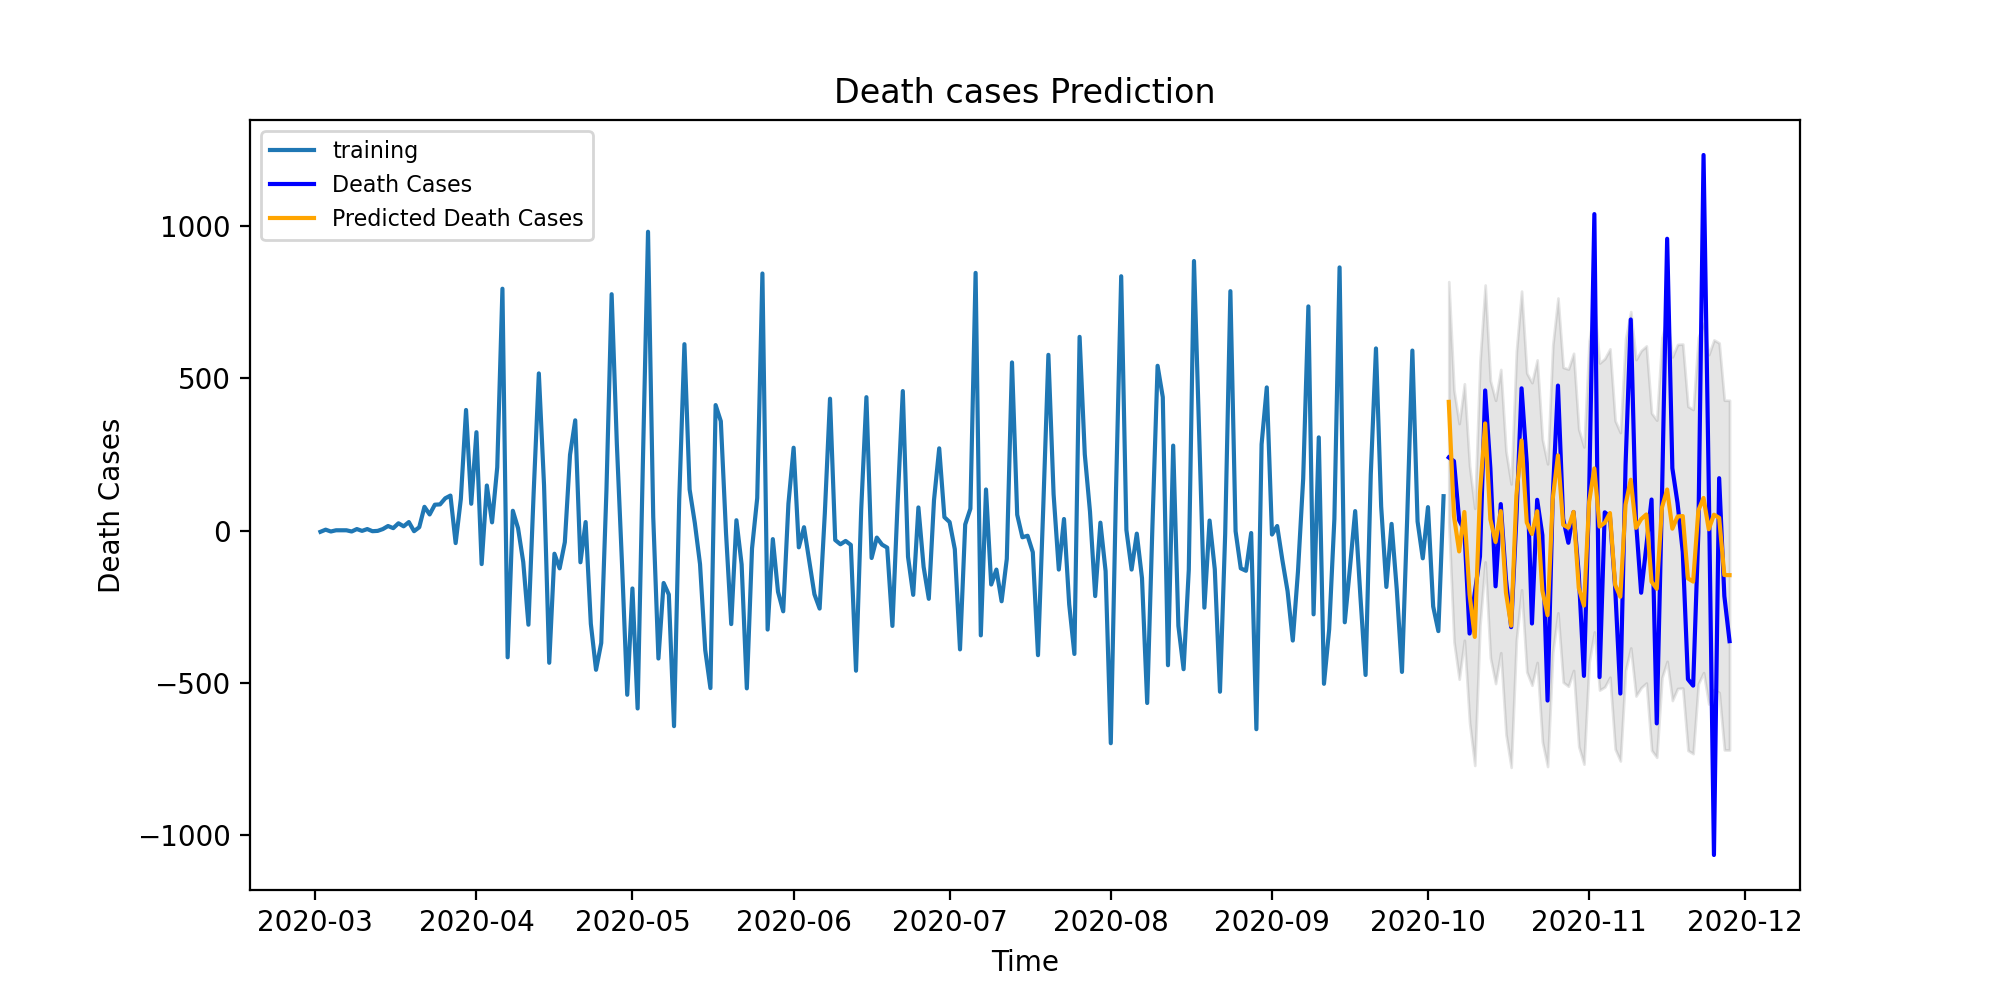 Death cases Prediction
training
Death Cases
Predicted Death Cases
1000
500
0
−500
−1000
Death Cases
2020-03 2020-04 2020-05 2020-06 2020-07 2020-08 2020-09 2020-10 2020-11 2020-12
Time